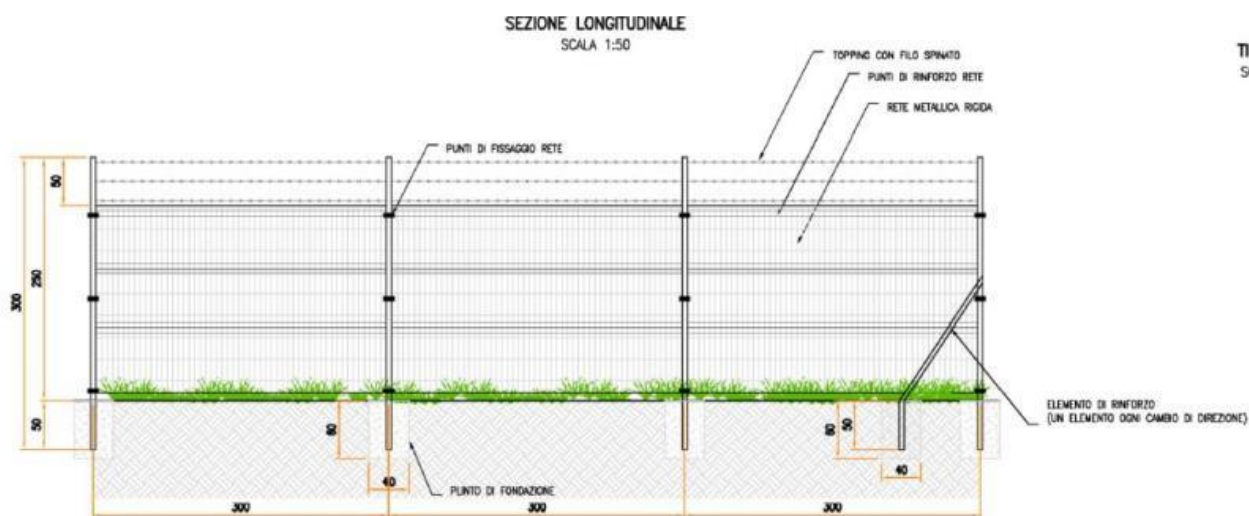 SEZIONE LONGITUDINALE
SCALA 1:50
TOPPING CON FILO SPINATO
PUNTI DI RINFORZO RETE
RETE METALLICA RIGIDA
PUNTI DI FISSAGGIO RETE
50
250
300
50
60
40
PUNTO DI FONDAZIONE
60
50
40
ELEMENTO DI RINFORZO
(UN ELEMENTO OGNI CAMBIO DI DIREZIONE)
300
300
300